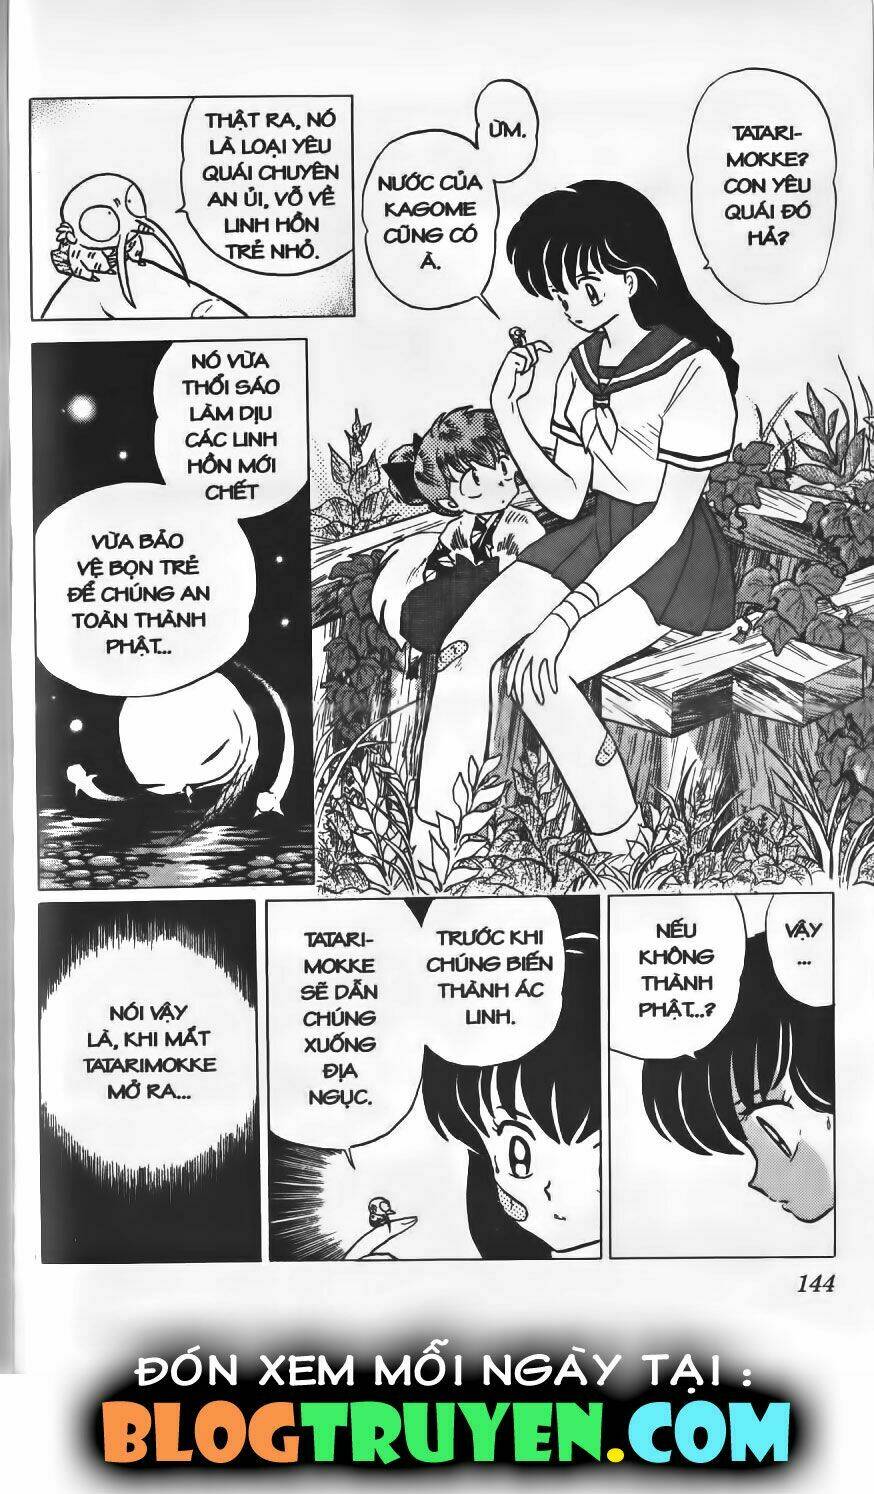 TATARI-
MOKKE?
CON YÊU
QUÁI ĐÓ
HẢ?
ỪM.
NƯỚC CỦA
KAGOME
CŨNG CÓ
À.
THẬT RA, NÓ
LÀ LOẠI YÊU
QUÁI CHUYÊN
AN ỦI, VỖ VỀ
LINH HỒN
TRẺ NHỎ.
NÓ VỪA
THỔI SÁO
LÀM DỊU
CÁC LINH
HỒN MỚI
CHẾT
VỪA BẢO
VỆ BỌN TRẺ
ĐỂ CHÚNG AN
TOÀN THÀNH
PHẬT...
VẬY
...
NẾU
KHÔNG
THÀNH
PHẬT...?
TRƯỚC KHI
CHÚNG BIẾN
THÀNH ÁC
LINH.
TATARI-
MOKKE
SẼ DẪN
CHÚNG
XUỐNG
ĐỊA
NGỤC.
NÓI VẬY
LÀ, KHI MẮT
TATARIMOKKE
MỞ RA...
144
ĐÓN XEM MỖI NGÀY TẠI :
BLOGTRUYEN.COM